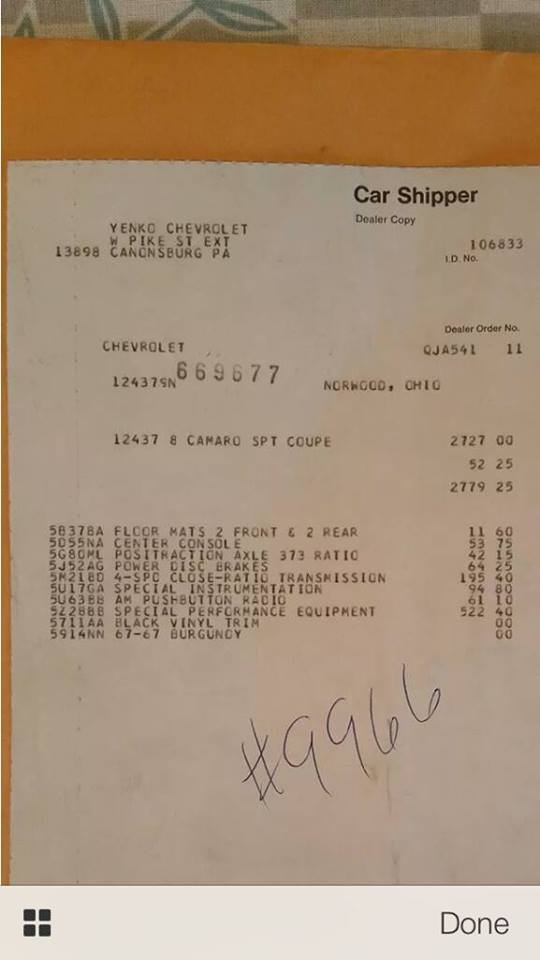 Car Shipper
Dealer Copy
YENKO CHEVROLET
W PIKE ST EXT
13898 CANONSBURG PA
106833
I.D. No.
Dealer Order No.
CHEVROLET QJA541 11
124379N669677 NORWOOD, OHIO
12437 8 CAMARO SPT COUPE 2727 00
52 25
2779 25
5B378A FLOOR MATS 2 FRONT & 2 REAR 11 60
5D55NA CENTER CONSOLE 53 75
5G80ML POSITRACTION AXLE 373 RATIO 42 15
5J52AG POWER DISC BRAKES 64 25
5M21BD 4-SPD CLOSE-RATIO TRANSMISSION 195 40
5U17GA SPECIAL INSTRUMENTATION 94 80
5U63BB AM PUSHBUTTON RADIO 61 10
5Z28BB SPECIAL PERFORMANCE EQUIPMENT 522 40
5711AA BLACK VINYL TRIM 00
5914NN 67-67 BURGUNDY 00
#9966
Done